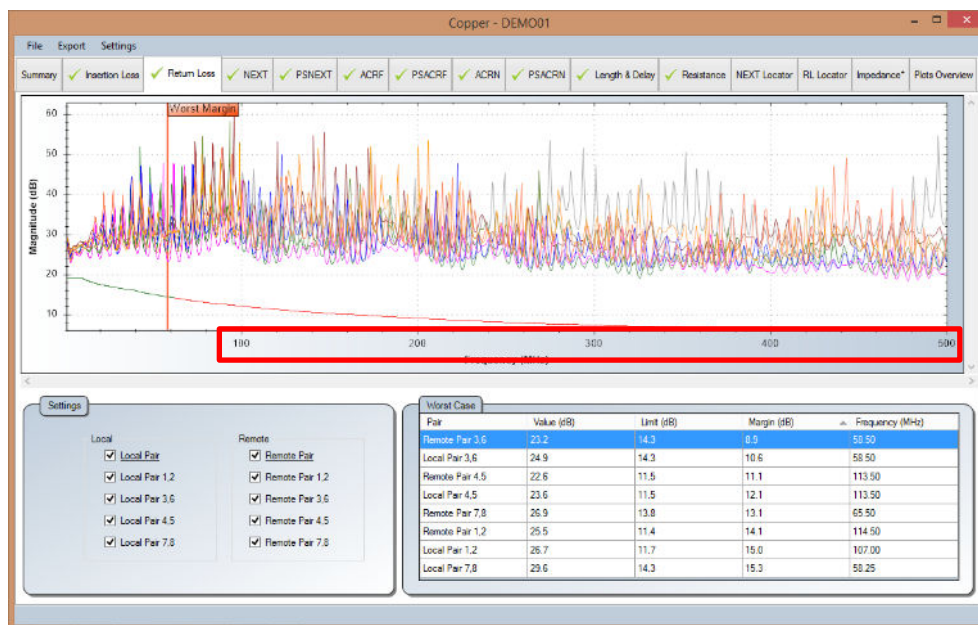 Copper - DEMO01
File Export Settings
Summary Insertion Loss Return Loss NEXT PSNEXT ACRF PSACRF ACRN PSACRN Length & Delay Resistance NEXT Locator RL Locator Impedance* Plots Overview
Worst Margin
60
50
40
30
20
10
Magnitude (dB)
100 200 300 400 500
Frequency (MHz)
Settings
Local Remote
Local Pair Remote Pair
Local Pair 1,2 Remote Pair 1,2
Local Pair 3,6 Remote Pair 3,6
Local Pair 4,5 Remote Pair 4,5
Local Pair 7,8 Remote Pair 7,8
Worst Case
Pair Value (dB) Limit (dB) Margin (dB) Frequency (MHz)
Remote Pair 3,6 23.2 14.3 8.9 58.50
Local Pair 3,6 24.9 14.3 10.6 58.50
Remote Pair 4,5 22.6 11.5 11.1 113.50
Local Pair 4,5 23.6 11.5 12.1 113.50
Remote Pair 7,8 26.9 13.8 13.1 65.50
Remote Pair 1,2 25.5 11.4 14.1 114.50
Local Pair 1,2 26.7 11.7 15.0 107.00
Local Pair 7,8 29.6 14.3 15.3 58.25